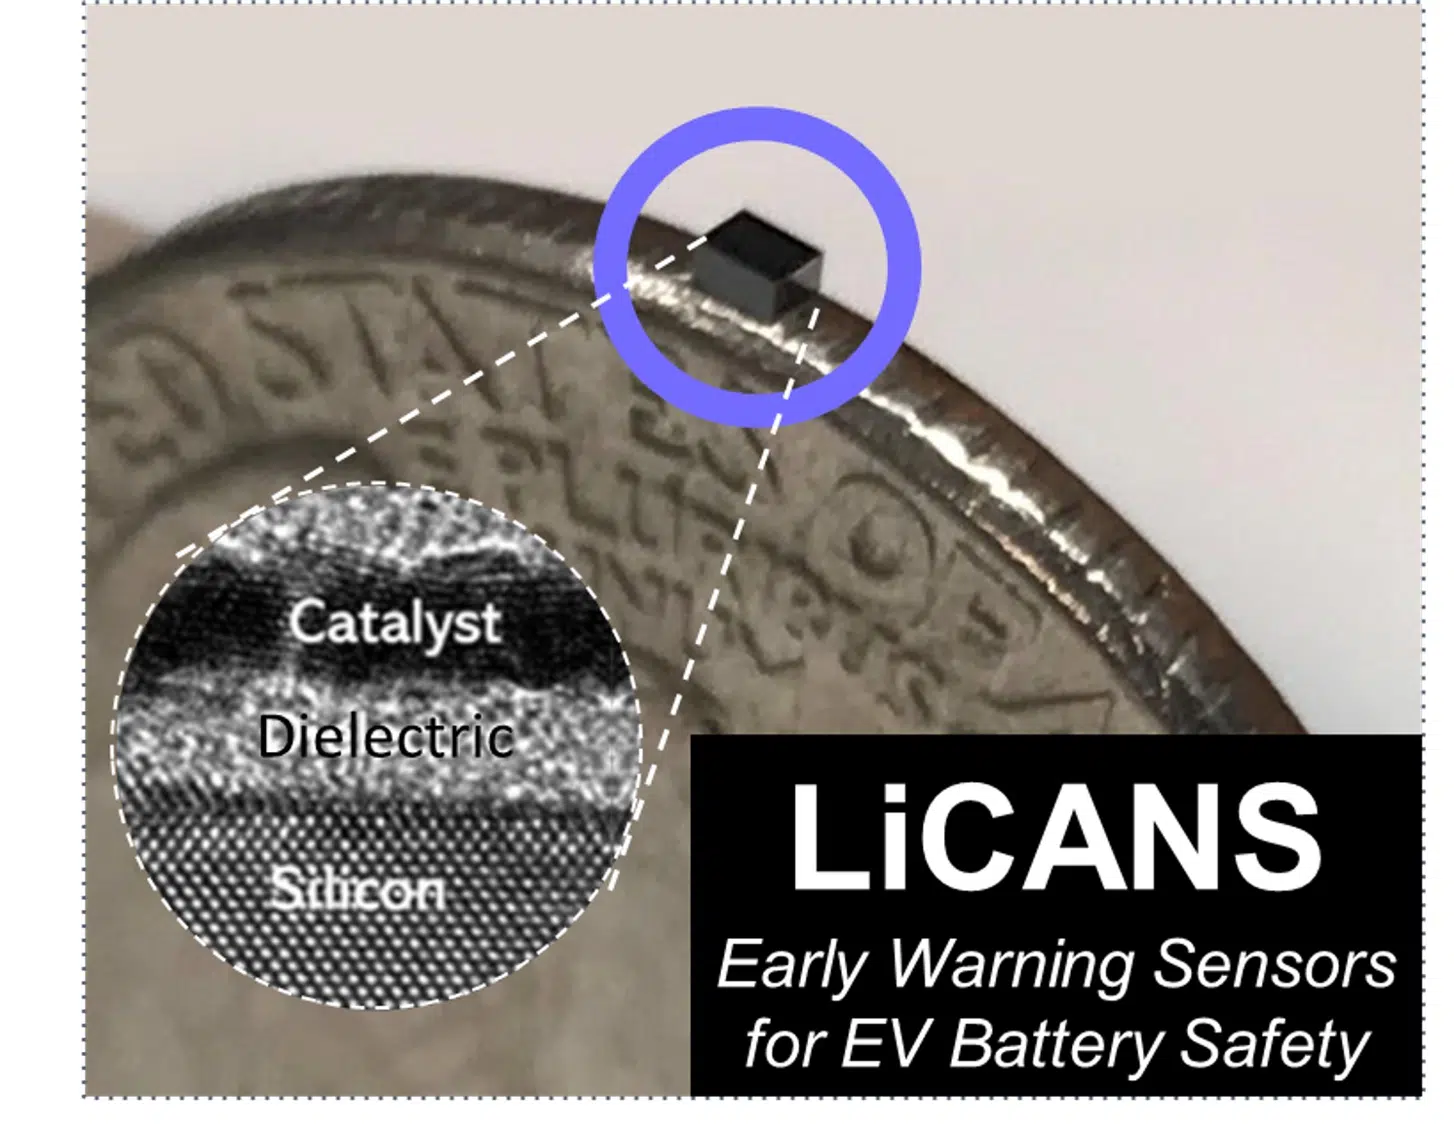 Catalyst
Dielectric
Silicon
LiCANS
Early Warning Sensors
for EV Battery Safety